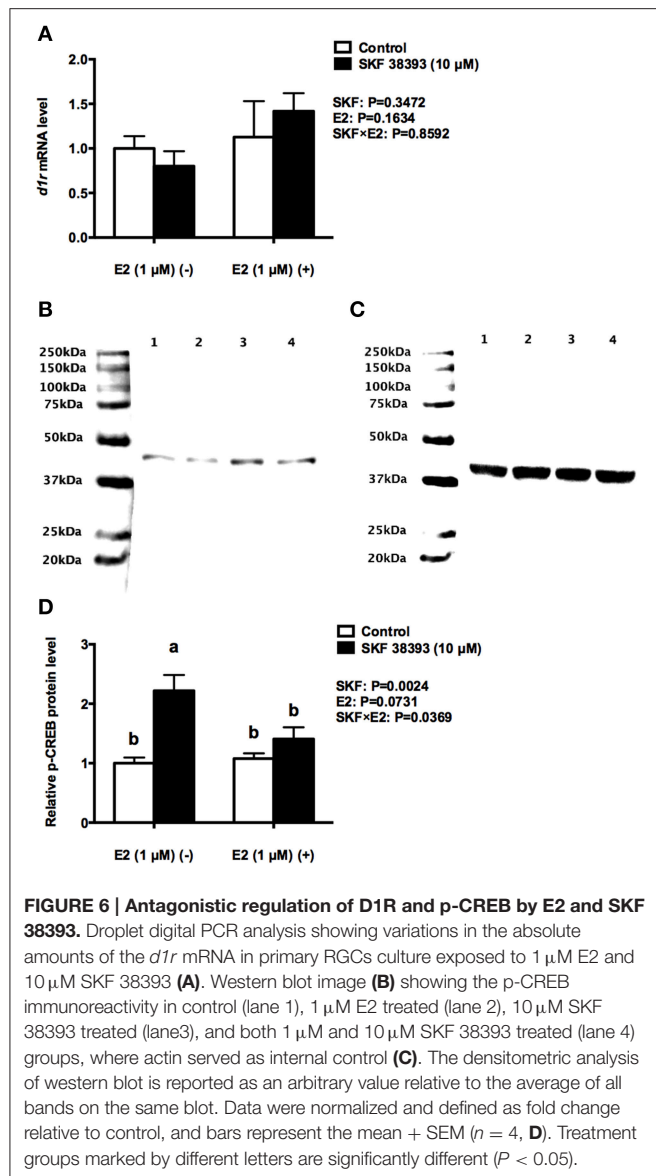 A
Control
SKF 38393 (10 µM)
SKF: P=0.3472
E2: P=0.1634
SKF×E2: P=0.8592
d1r mRNA level
2.0
1.5
1.0
0.5
0.0
E2 (1 µM) (-)
E2 (1 µM) (+)
B
1 2 3 4
250kDa
150kDa
100kDa
75kDa
50kDa
37kDa
25kDa
20kDa
C
1 2 3 4
250kDa
150kDa
100kDa
75kDa
50kDa
37kDa
25kDa
20kDa
D
Control
SKF 38393 (10 µM)
SKF: P=0.0024
E2: P=0.0731
SKF×E2: P=0.0369
Relative p-CREB protein level
3
2
1
0
b
a
b
b
E2 (1 µM) (-)
E2 (1 µM) (+)
FIGURE 6 | Antagonistic regulation of D1R and p-CREB by E2 and SKF
38393. Droplet digital PCR analysis showing variations in the absolute
amounts of the d1r mRNA in primary RGCs culture exposed to 1 µM E2 and
10 µM SKF 38393 (A). Western blot image (B) showing the p-CREB
immunoreactivity in control (lane 1), 1 µM E2 treated (lane 2), 10 µM SKF
38393 treated (lane3), and both 1 µM and 10 µM SKF 38393 treated (lane 4)
groups, where actin served as internal control (C). The densitometric analysis
of western blot is reported as an arbitrary value relative to the average of all
bands on the same blot. Data were normalized and defined as fold change
relative to control, and bars represent the mean + SEM (n = 4, D). Treatment
groups marked by different letters are significantly different (P < 0.05).